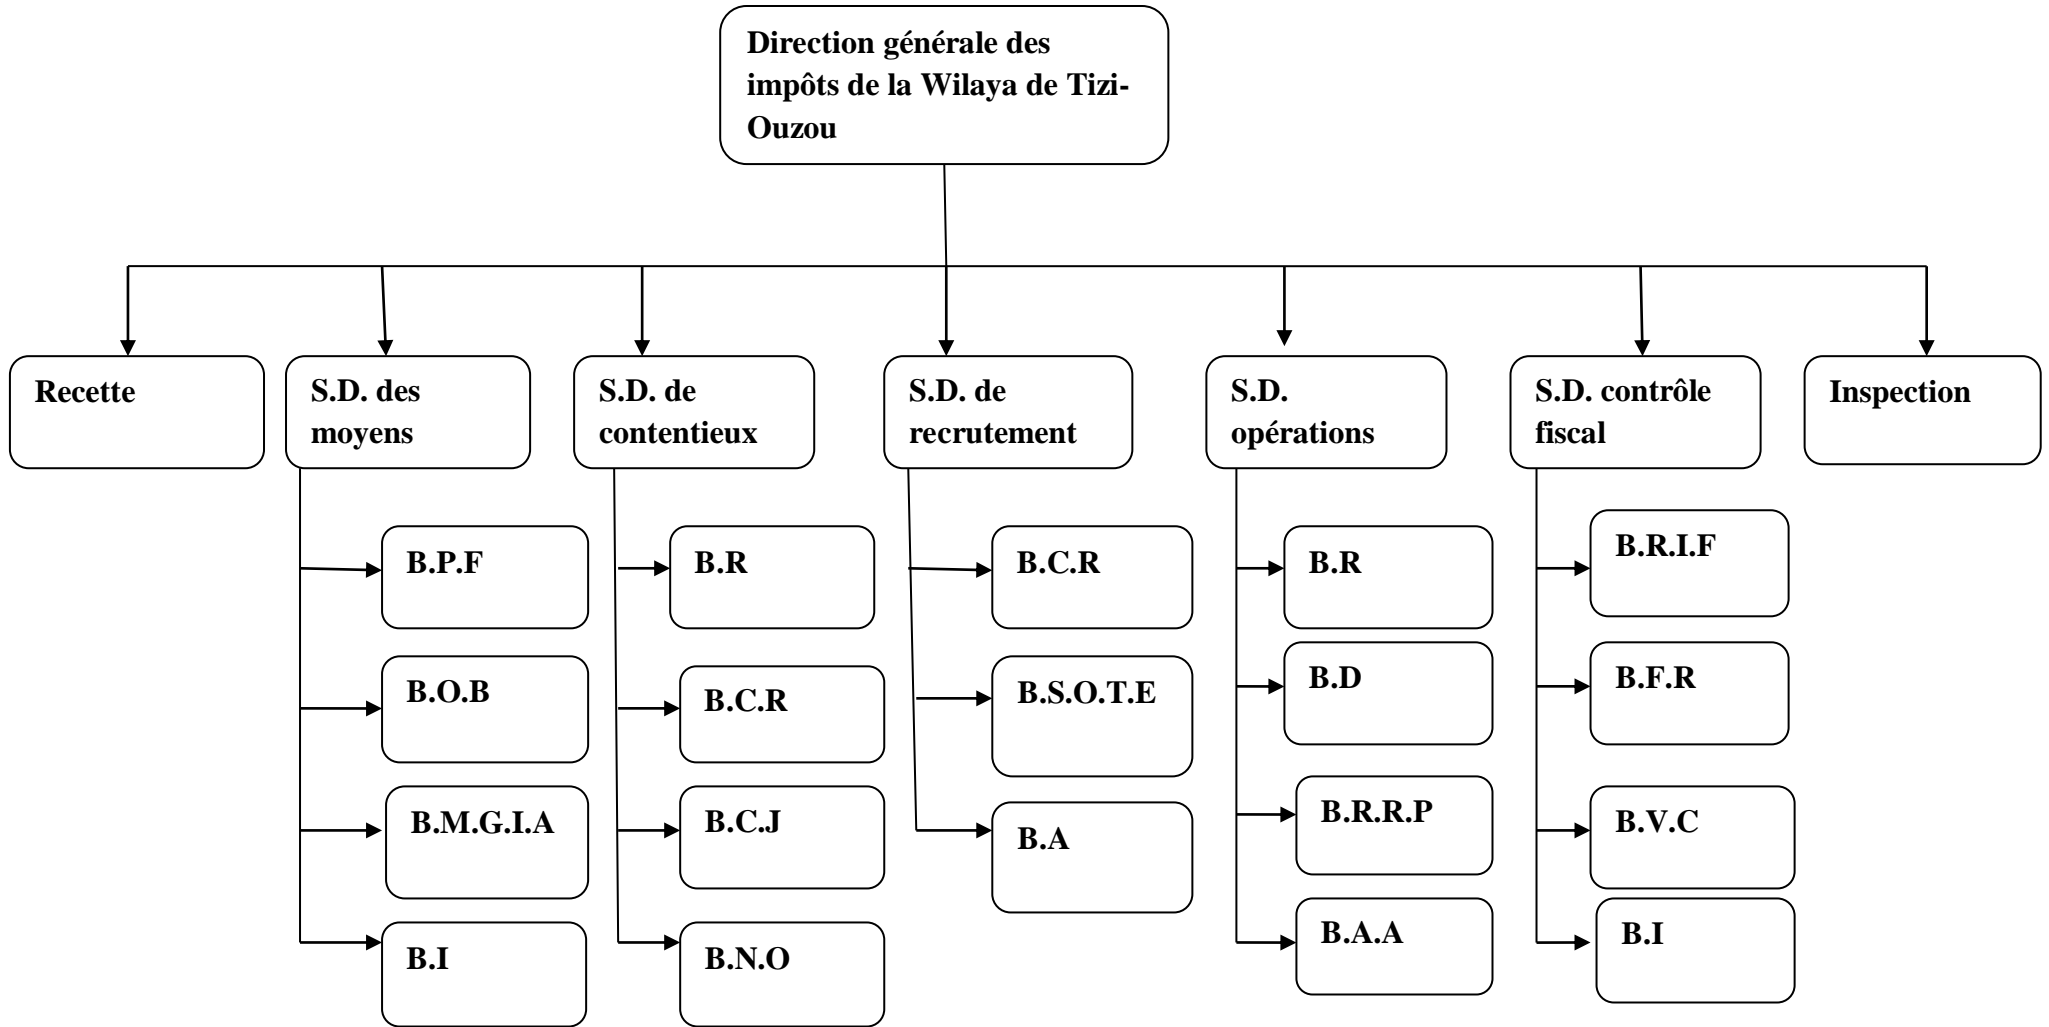 Direction générale des
impôts de la Wilaya de Tizi-
Ouzou
Recette
S.D. des
moyens
S.D. de
contentieux
S.D. de
recrutement
S.D.
opérations
S.D. contrôle
fiscal
Inspection
B.P.F
B.O.B
B.M.G.I.A
B.I
B.R
B.C.R
B.C.J
B.N.O
B.C.R
B.S.O.T.E
B.A
B.R
B.D
B.R.R.P
B.A.A
B.R.I.F
B.F.R
B.V.C
B.I